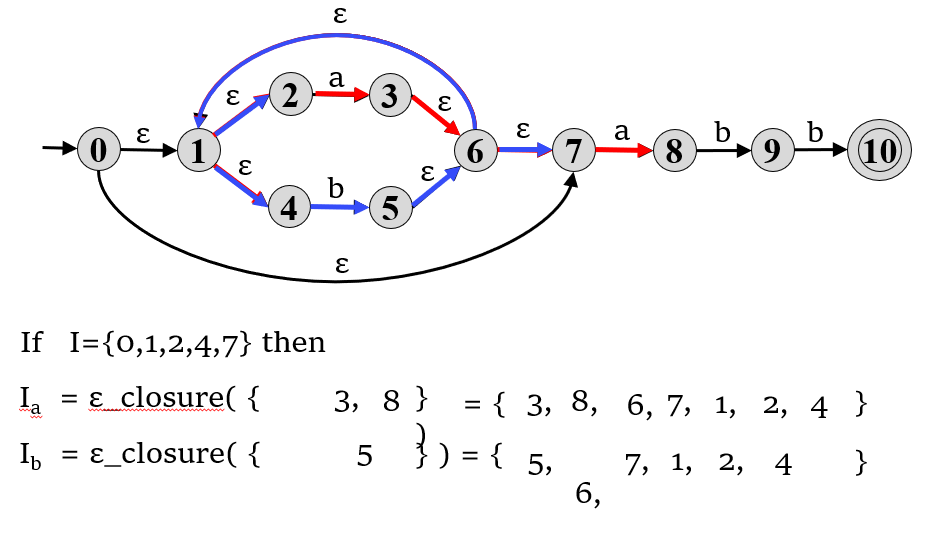 ε
ε a ε
2 3
0 ε 1 6 ε 7 a 8 b 9 b 10
ε b ε
4 5
ε
If I={0,1,2,4,7} then
Iₐ = ε_closure( { 3, 8 } ) = { 3, 8, 6, 7, 1, 2, 4 }
I_b = ε_closure( { 5 } ) = { 5, 6, 7, 1, 2, 4 }